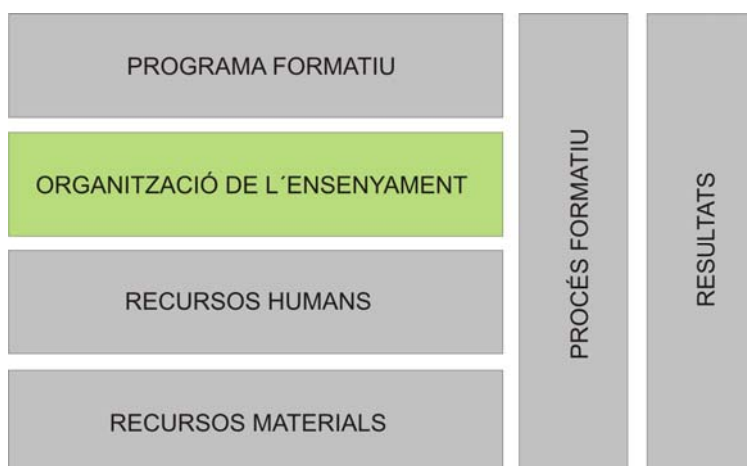 PROGRAMA FORMATIU
ORGANITZACIÓ DE L´ENSENYAMENT
RECURSOS HUMANS
RECURSOS MATERIALS
PROCÉS FORMATIU
RESULTATS